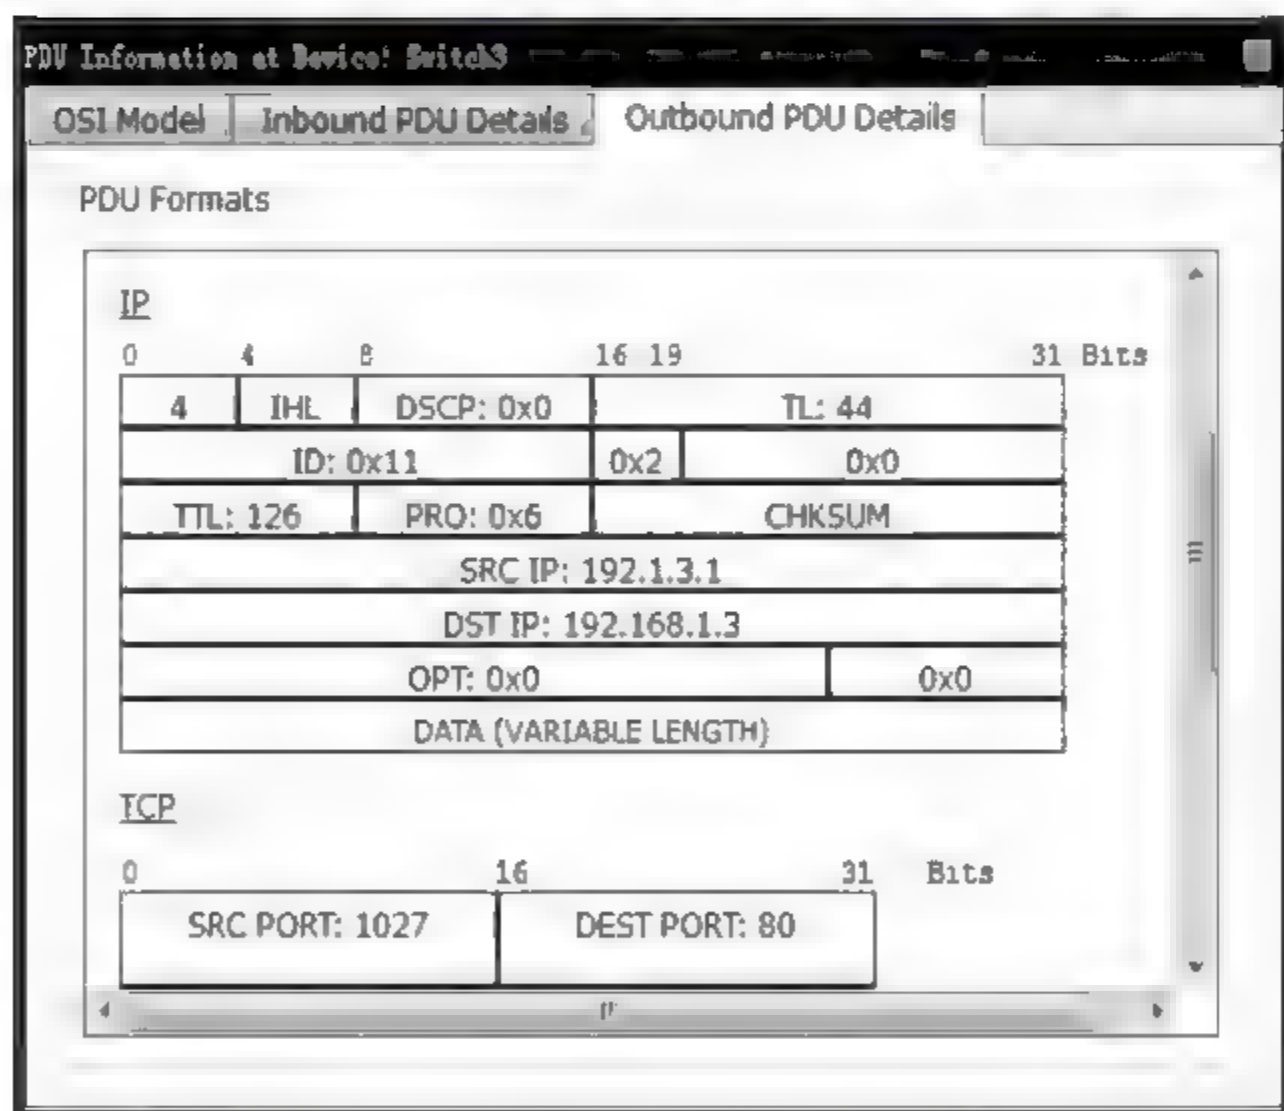 PDU Information at Device: Switch3
OSI Model Inbound PDU Details Outbound PDU Details
PDU Formats
IP
0 4 8 16 19 31 Bits
4 IHL DSCP: 0x0 TL: 44
ID: 0x11 0x2 0x0
TTL: 126 PRO: 0x6 CHKSUM
SRC IP: 192.1.3.1
DST IP: 192.168.1.3
OPT: 0x0 0x0
DATA (VARIABLE LENGTH)
TCP
0 16 31 Bits
SRC PORT: 1027 DEST PORT: 80